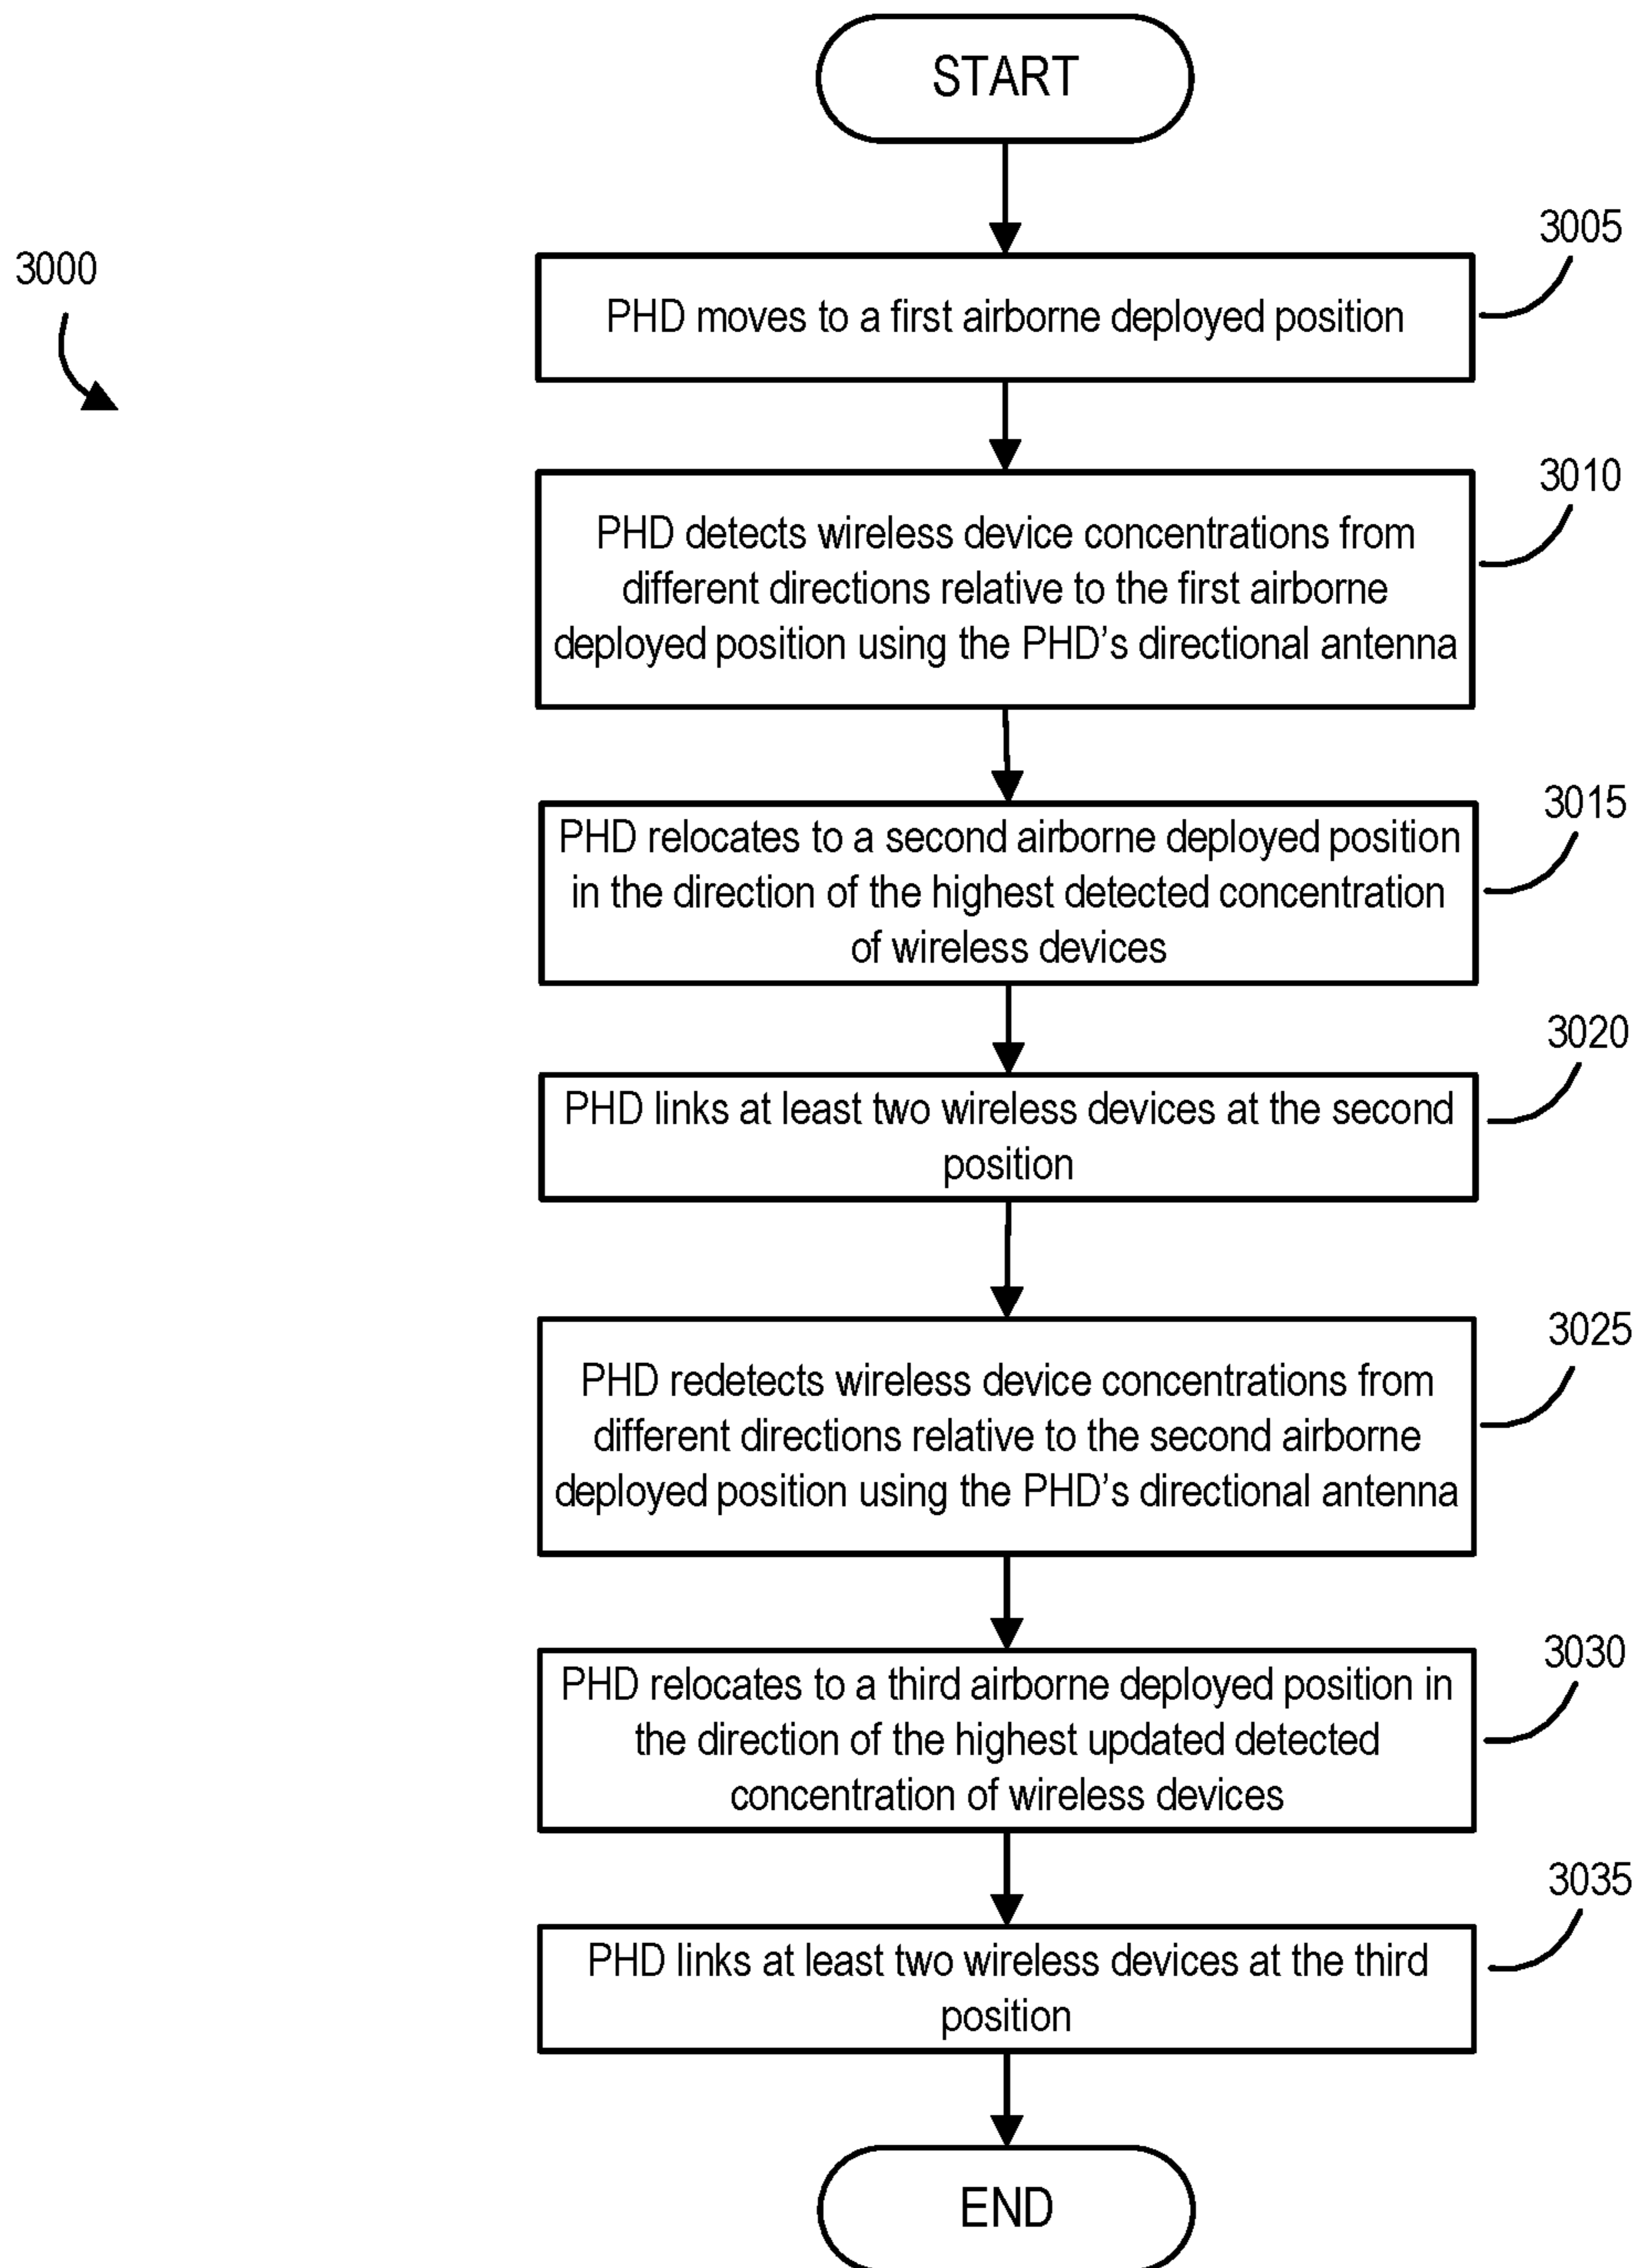 START
3000
3005
PHD moves to a first airborne deployed position
3010
PHD detects wireless device concentrations from
different directions relative to the first airborne
deployed position using the PHD's directional antenna
3015
PHD relocates to a second airborne deployed position
in the direction of the highest detected concentration
of wireless devices
3020
PHD links at least two wireless devices at the second
position
3025
PHD redetects wireless device concentrations from
different directions relative to the second airborne
deployed position using the PHD's directional antenna
3030
PHD relocates to a third airborne deployed position in
the direction of the highest updated detected
concentration of wireless devices
3035
PHD links at least two wireless devices at the third
position
END